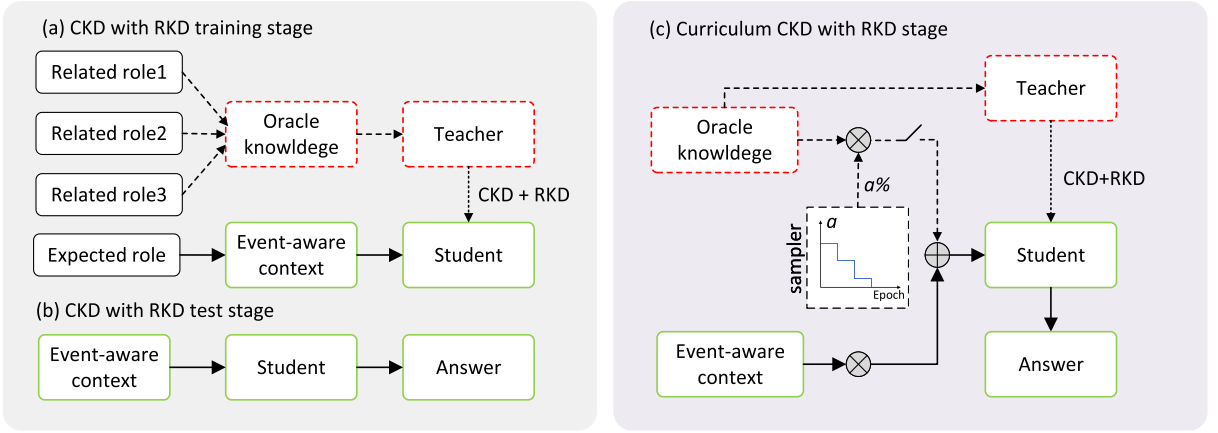 (a) CKD with RKD training stage
Related role1
Related role2
Related role3
Oracle
knowldege
Teacher
CKD + RKD
Expected role
Event-aware
context
Student
(b) CKD with RKD test stage
Event-aware
context
Student
Answer
(c) Curriculum CKD with RKD stage
Teacher
Oracle
knowldege
a%
CKD+RKD
sampler
a
Epoch
Student
Event-aware
context
Answer